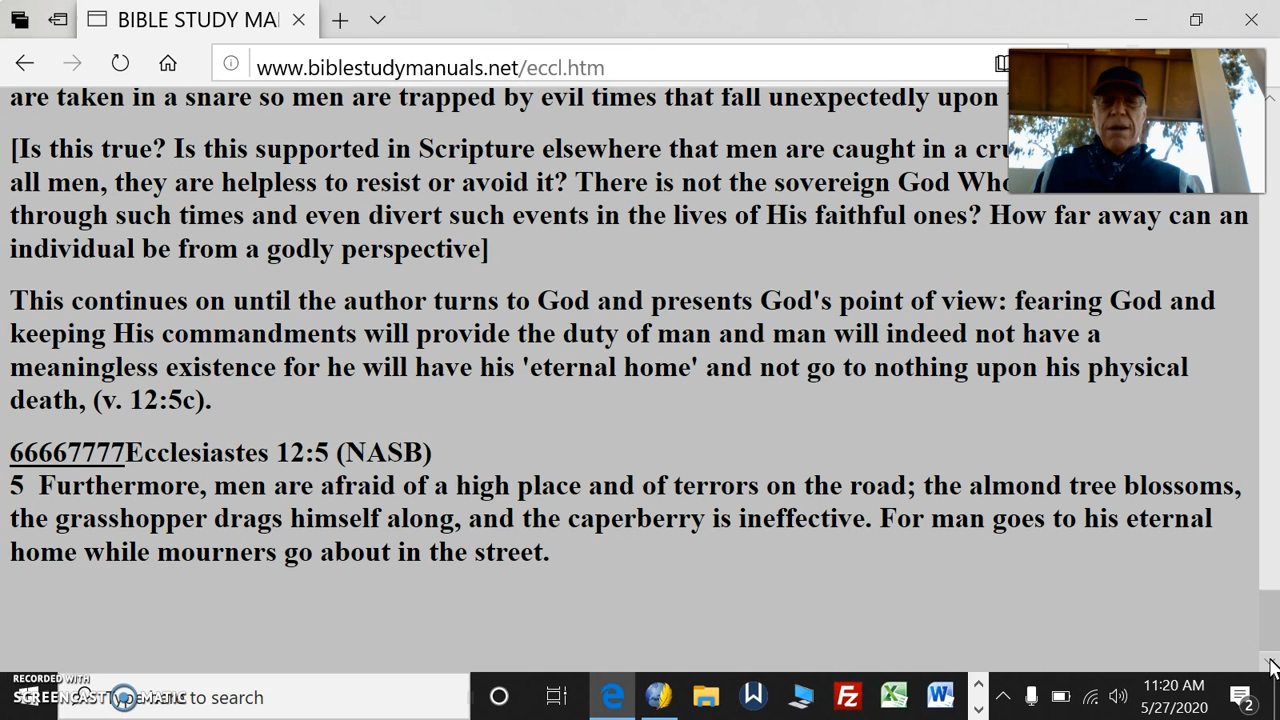 BIBLE STUDY MA
www.biblestudymanuals.net/eccl.htm
are taken in a snare so men are trapped by evil times that fall unexpectedly upon
[Is this true? Is this supported in Scripture elsewhere that men are caught in a
all men, they are helpless to resist or avoid it? There is not the sovereign God
through such times and even divert such events in the lives of His faithful ones? How far away can an
individual be from a godly perspective]
This continues on until the author turns to God and presents God's point of view: fearing God and
keeping His commandments will provide the duty of man and man will indeed not have a
meaningless existence for he will have his 'eternal home' and not go to nothing upon his physical
death, (v. 12:5c).
66667777Ecclesiastes 12:5 (NASB)
5 Furthermore, men are afraid of a high place and of terrors on the road; the almond tree blossoms,
the grasshopper drags himself along, and the caperberry is ineffective. For man goes to his eternal
home while mourners go about in the street.
RECORDED WITH
SCREENCAST MATIC
Type here to search
11:20 AM
5/27/2020
2